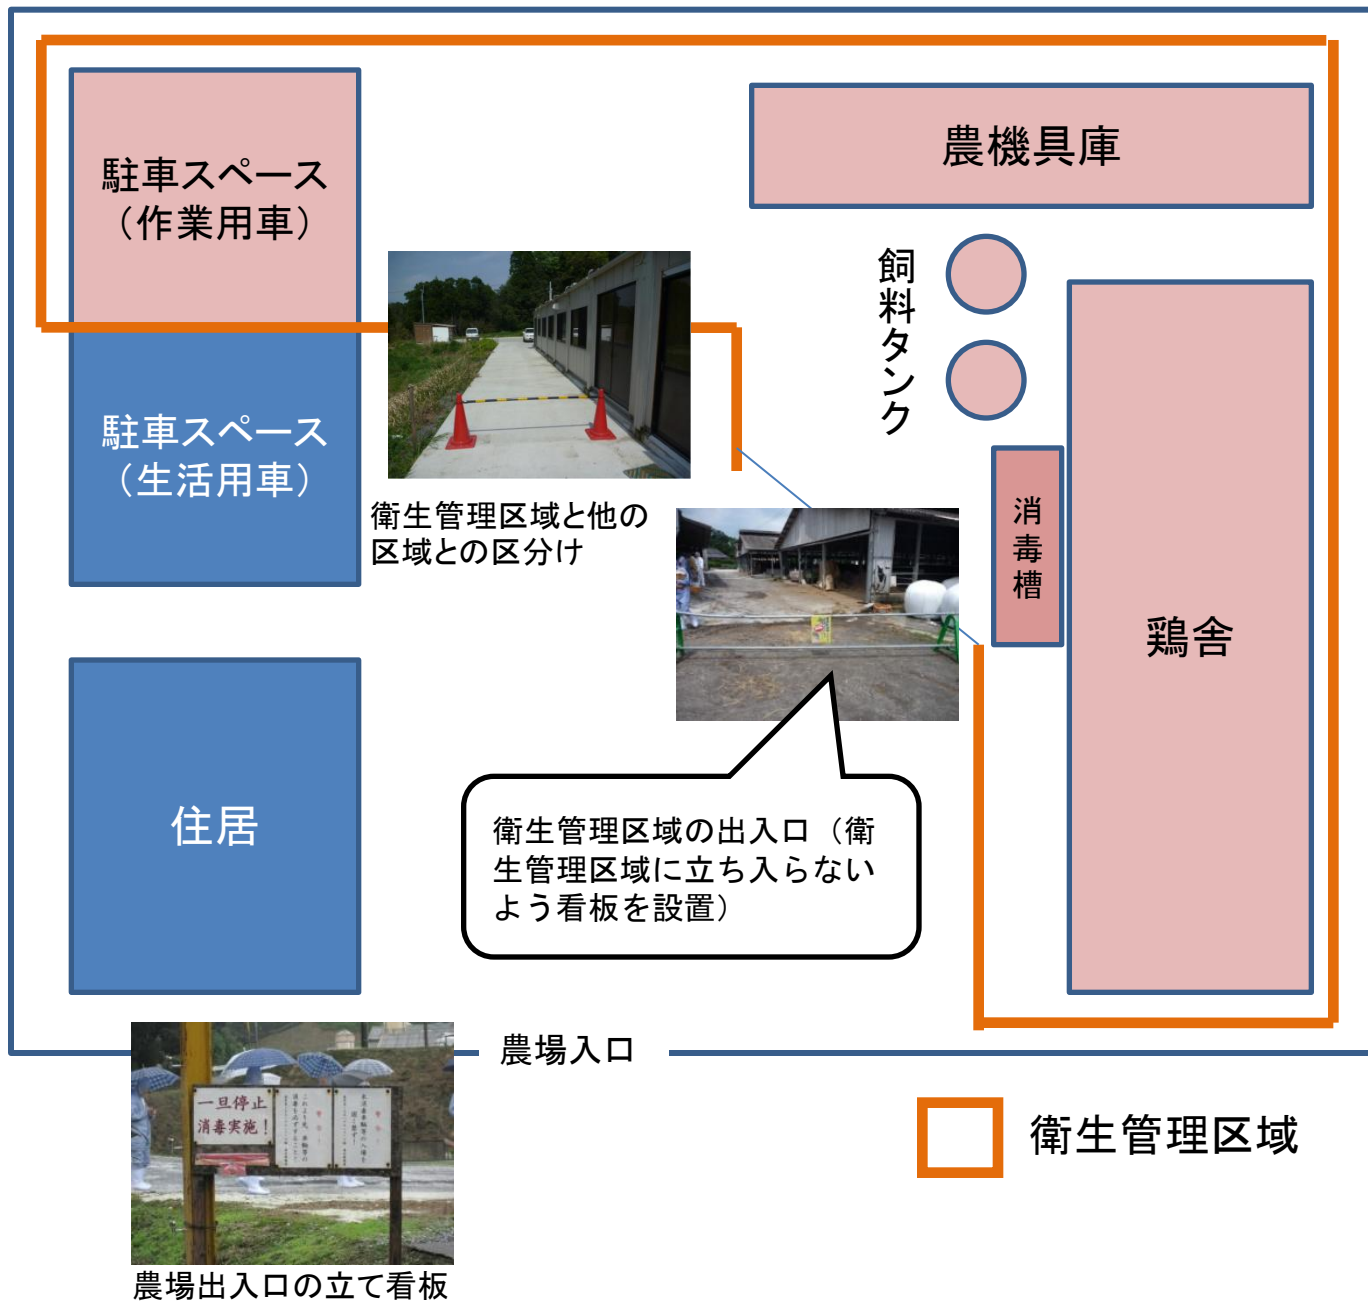 駐車スペース
（作業用車）
農機具庫
飼料タンク
駐車スペース
（生活用車）
衛生管理区域と他の
区域との区分け
消毒槽
鶏舎
住居
衛生管理区域の出入口（衛
生管理区域に立ち入らない
よう看板を設置）
農場入口
一旦停止
消毒実施！
衛生管理区域
農場出入口の立て看板